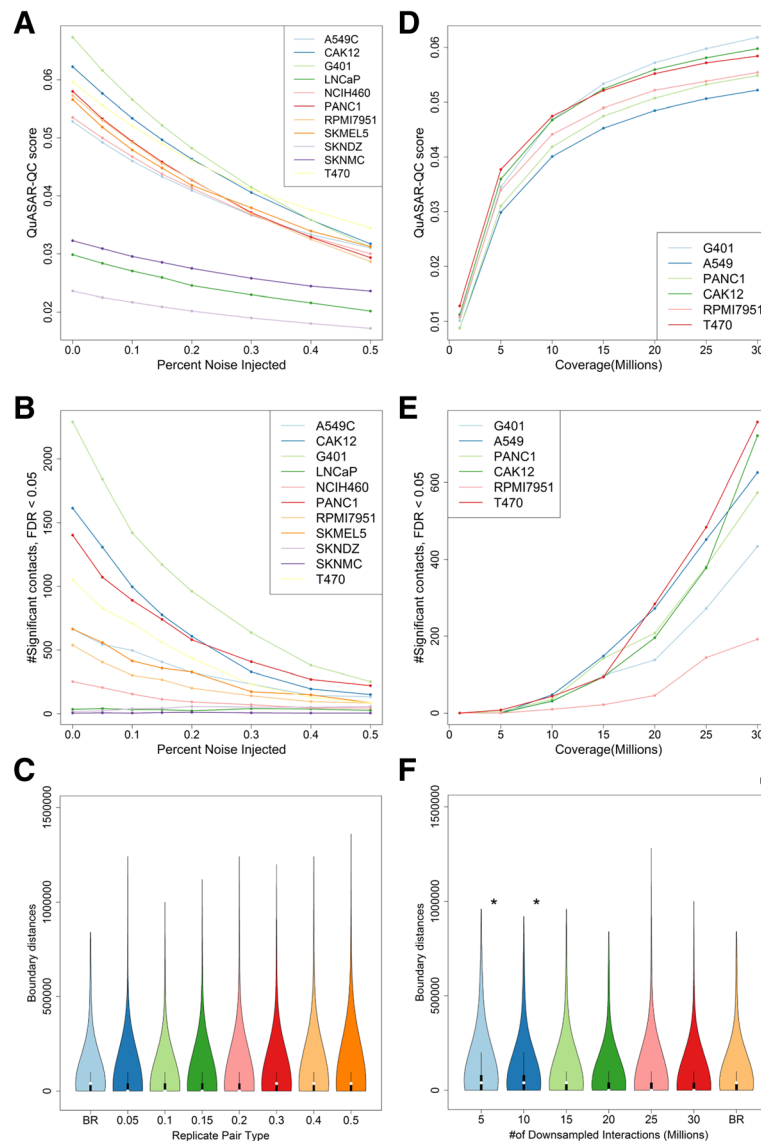 A
QuASAR-QC score
0.06
0.05
0.04
0.03
0.02
A549C
CAK12
G401
LNCaP
NCIH460
PANC1
RPMI7951
SKMEL5
SKNDZ
SKNMC
T470
0.0 0.1 0.2 0.3 0.4 0.5
Percent Noise Injected
D
QuASAR-QC score
0.06
0.05
0.04
0.03
0.02
0.01
G401
A549
PANC1
CAK12
RPMI7951
T470
0 5 10 15 20 25 30
Coverage(Millions)
B
#Significant contacts, FDR < 0.05
2000
1500
1000
500
0
A549C
CAK12
G401
LNCaP
NCIH460
PANC1
RPMI7951
SKMEL5
SKNDZ
SKNMC
T470
0.0 0.1 0.2 0.3 0.4 0.5
Percent Noise Injected
E
#Significant contacts, FDR < 0.05
600
400
200
0
G401
A549
PANC1
CAK12
RPMI7951
T470
0 5 10 15 20 25 30
Coverage(Millions)
C
Boundary distances
1500000
1000000
500000
0
BR 0.05 0.1 0.15 0.2 0.3 0.4 0.5
Replicate Pair Type
F
Boundary distances
1500000
1000000
500000
0
* *
5 10 15 20 25 30 BR
#of Downsampled Interactions (Millions)